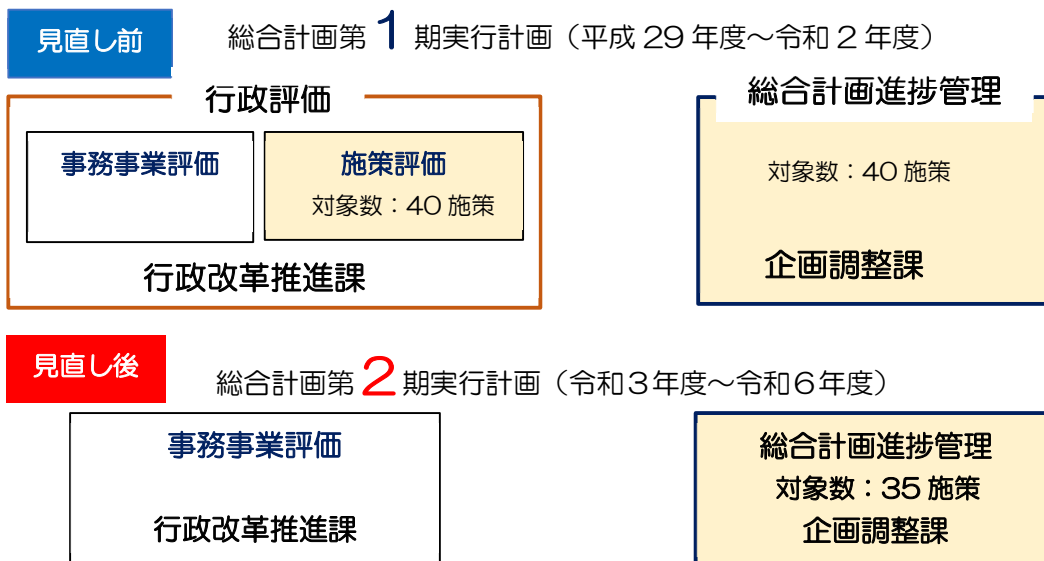 見直し前
総合計画第1期実行計画（平成29年度～令和2年度）
行政評価
事務事業評価
施策評価
対象数：40施策
行政改革推進課
総合計画進捗管理
対象数：40施策
企画調整課
見直し後
総合計画第2期実行計画（令和3年度～令和6年度）
事務事業評価
行政改革推進課
総合計画進捗管理
対象数：35施策
企画調整課